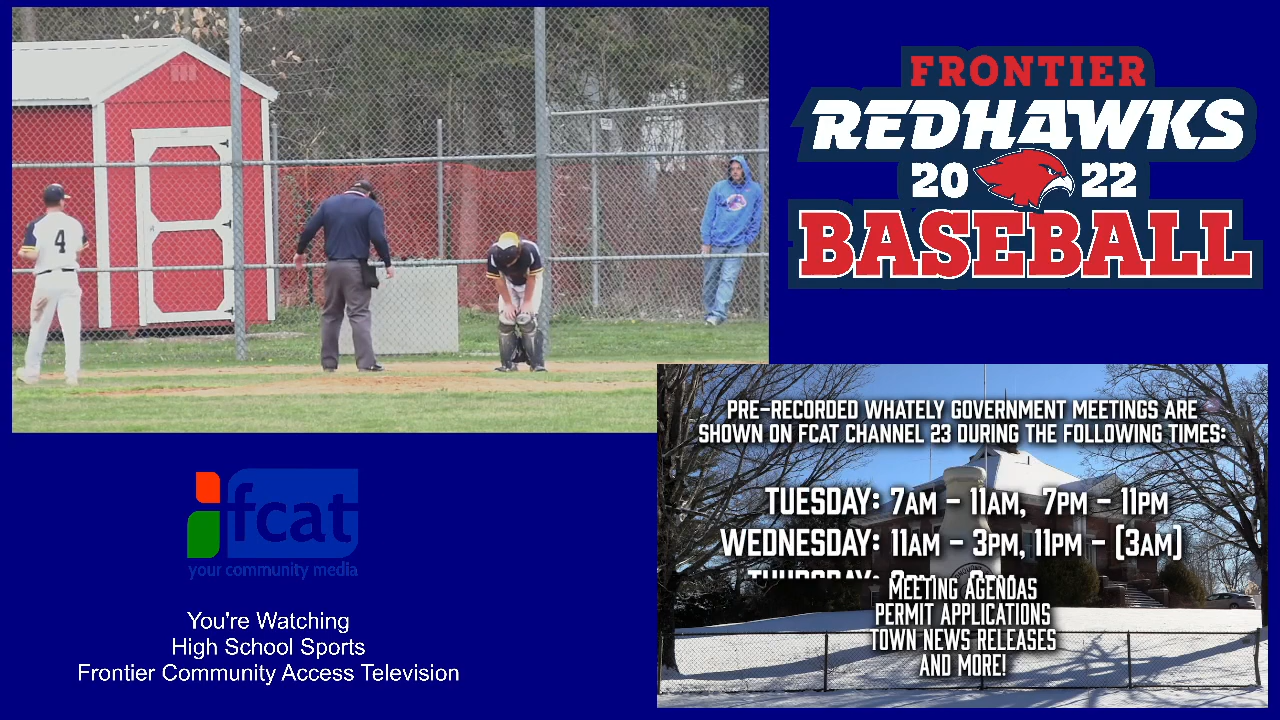 4
FRONTIER
REDHAWKS
20 22
BASEBALL
PRE-RECORDED WHATELY GOVERNMENT MEETINGS ARE
SHOWN ON FCAT CHANNEL 23 DURING THE FOLLOWING TIMES:
TUESDAY: 7AM - 11AM, 7PM - 11PM
WEDNESDAY: 11AM - 3PM, 11PM - (3AM)
MEETING AGENDAS
PERMIT APPLICATIONS
TOWN NEWS RELEASES
AND MORE!
fcat
your community media
You're Watching
High School Sports
Frontier Community Access Television